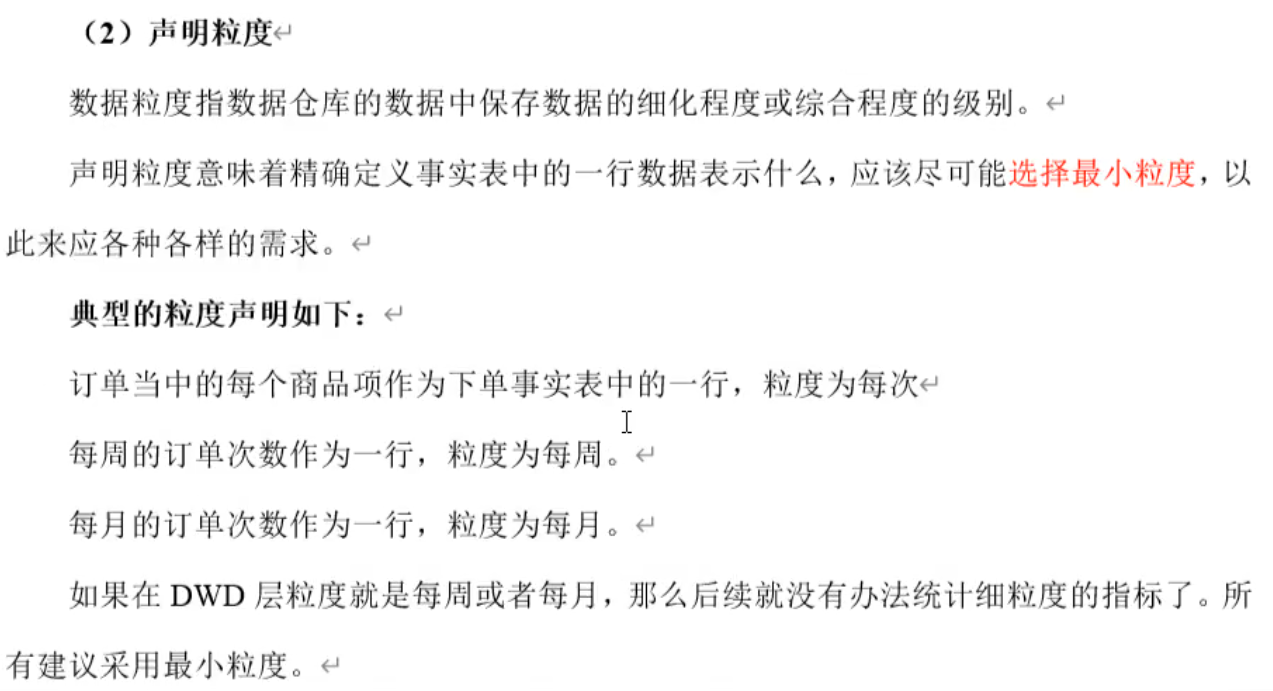 （2）声明粒度↵
数据粒度指数据仓库的数据中保存数据的细化程度或综合程度的级别。↵
声明粒度意味着精确定义事实表中的一行数据表示什么，应该尽可能选择最小粒度，以
此来应各种各样的需求。↵
典型的粒度声明如下：↵
订单当中的每个商品项作为下单事实表中的一行，粒度为每次↵
每周的订单次数作为一行，粒度为每周。↵
每月的订单次数作为一行，粒度为每月。↵
如果在 DWD 层粒度就是每周或者每月，那么后续就没有办法统计细粒度的指标了。所
有建议采用最小粒度。↵